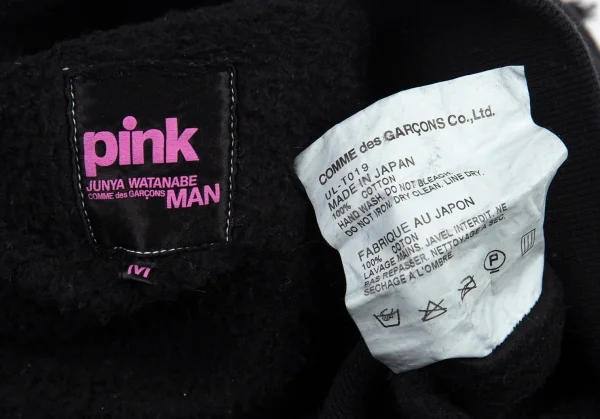 pink
JUNYA WATANABE
COMME des GARÇONS MAN
M
COMME des GARÇONS Co.,Ltd.
UL-T019
MADE IN JAPAN
100% COTTON
HAND WASH. DO NOT BLEACH.
DO NOT IRON. DRY CLEAN. LINE DRY.
FABRIQUE AU JAPON
100% COTON
LAVAGE MAINS, JAVEL INTERDIT, NE
PAS REPASSER, NETTOYAGE A SEC,
SECHAGE A L'OMBRE
P